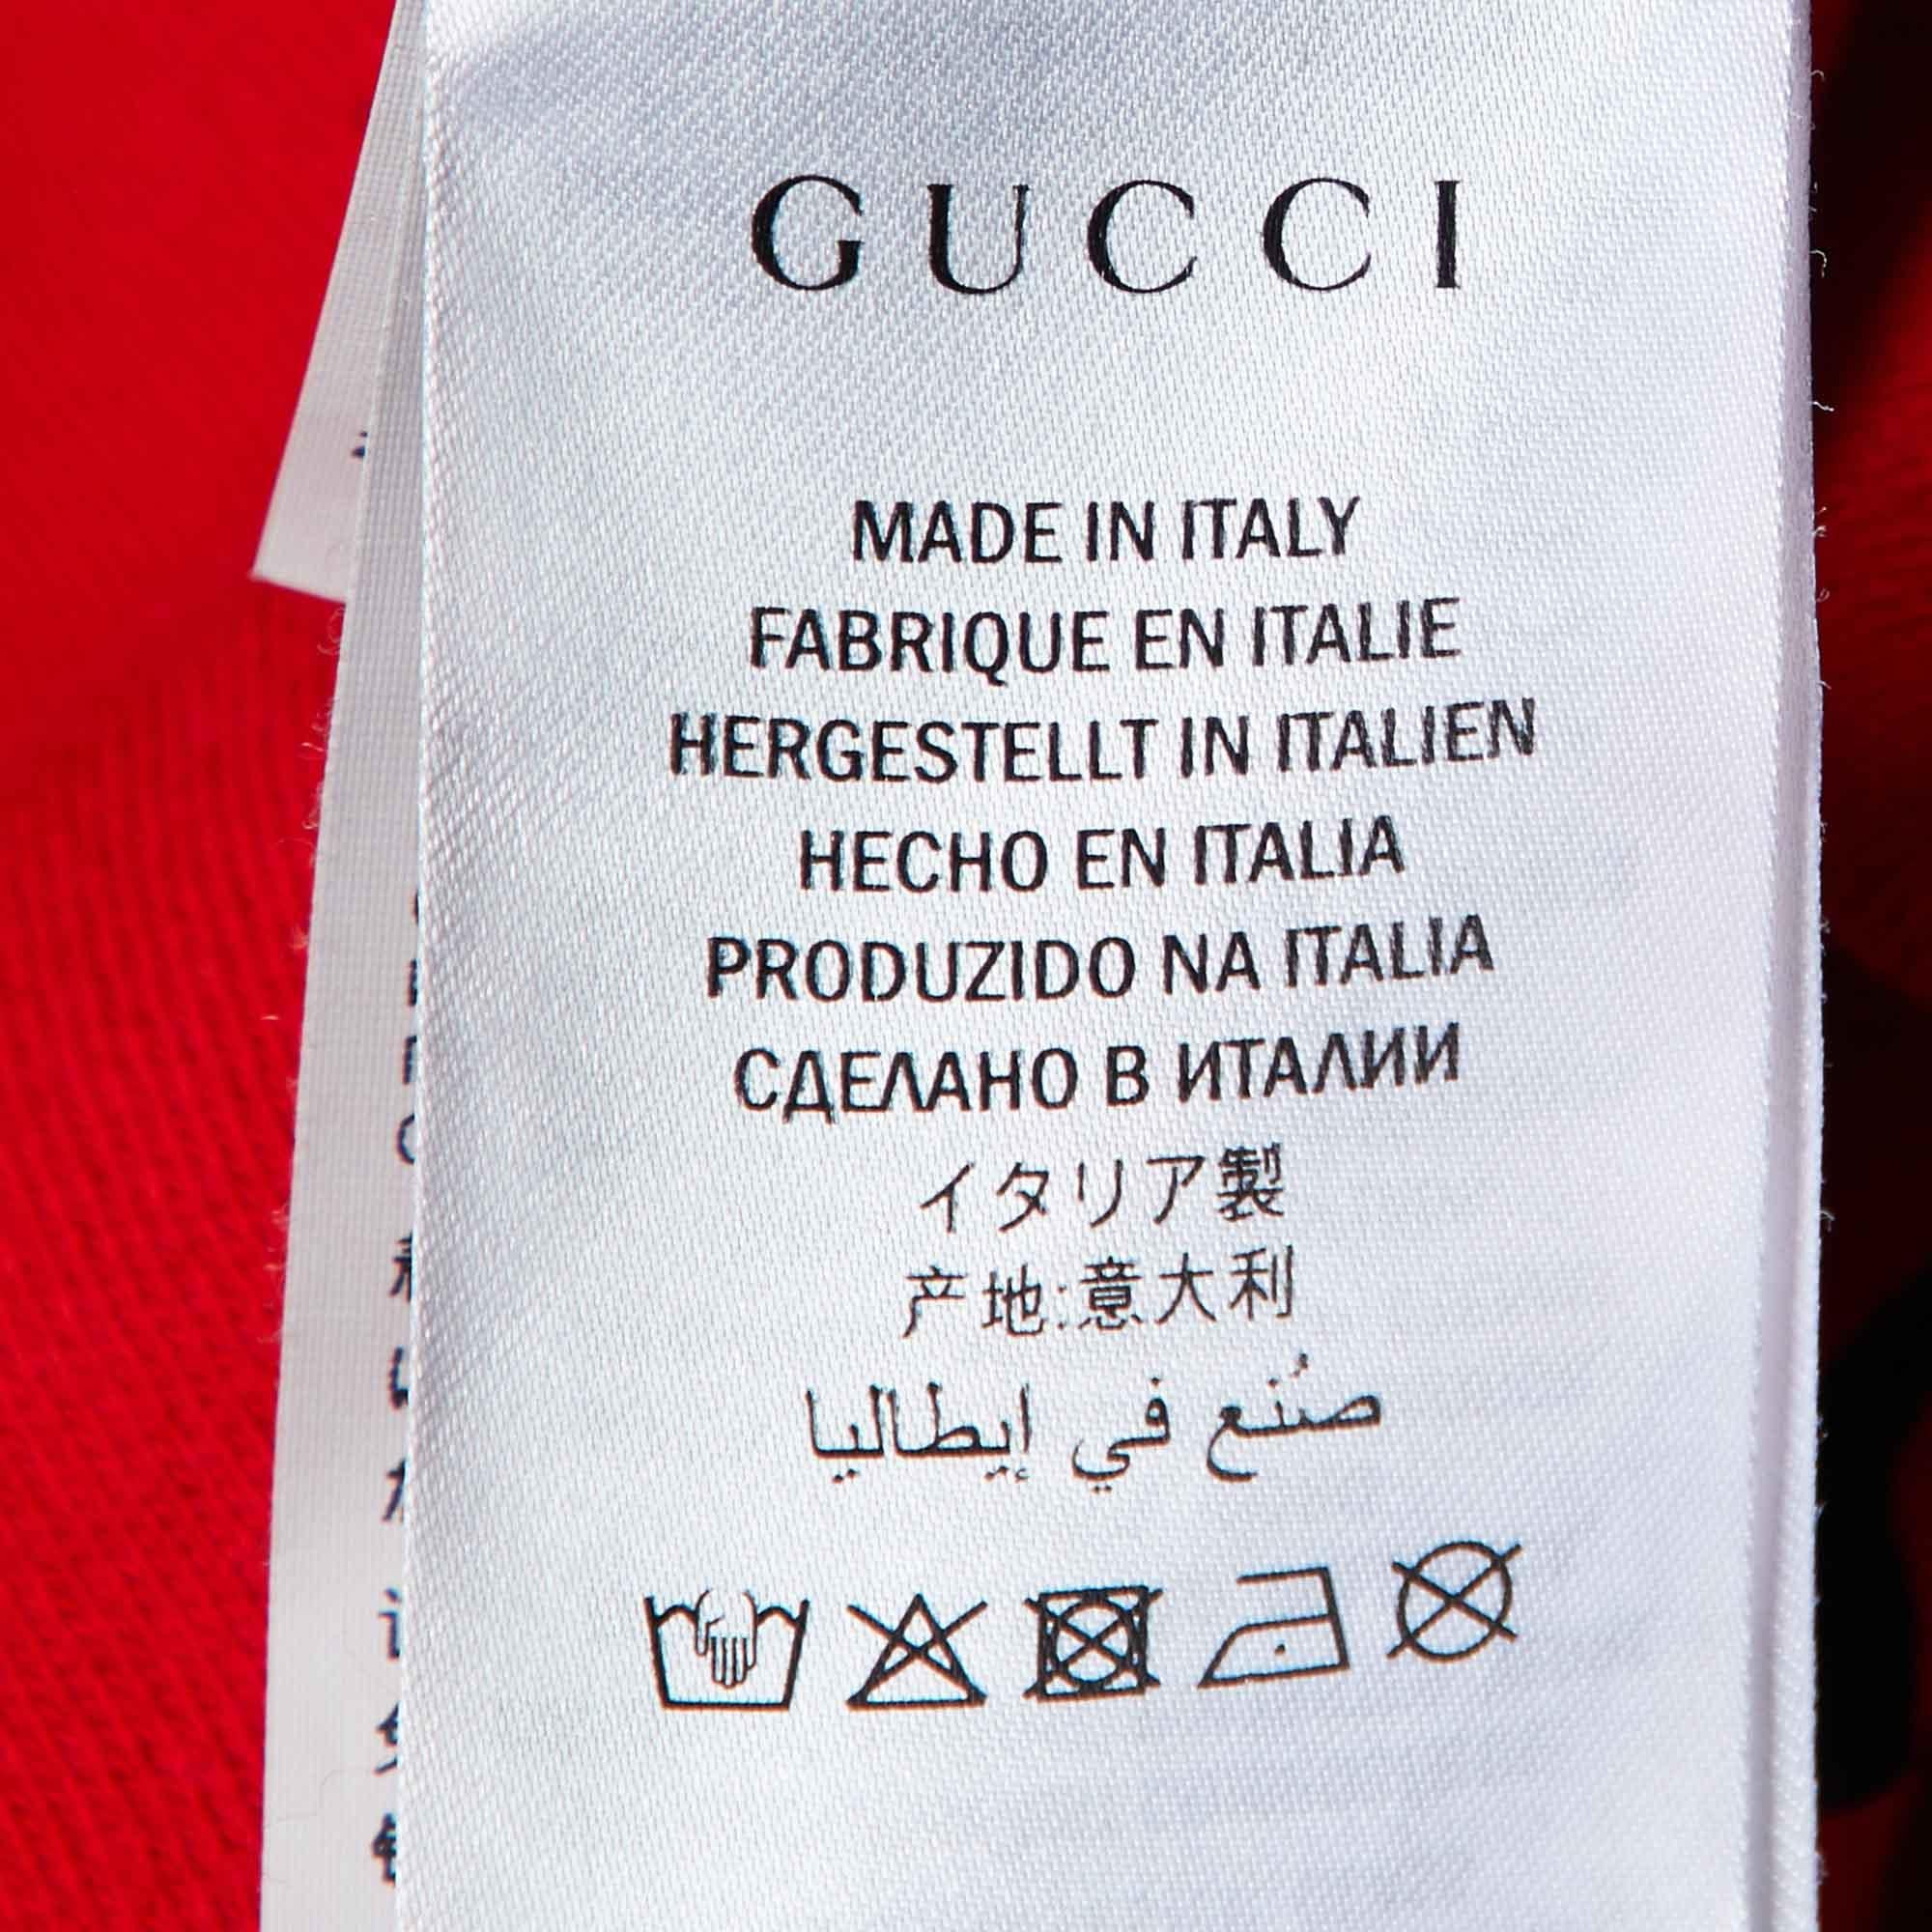 GUCCI
MADE IN ITALY
FABRIQUE EN ITALIE
HERGESTELLT IN ITALIEN
HECHO EN ITALIA
PRODUZIDO NA ITALIA
СДЕЛАНО В ИТАЛИИ
イタリア製
产地:意大利
صُنع في إيطاليا